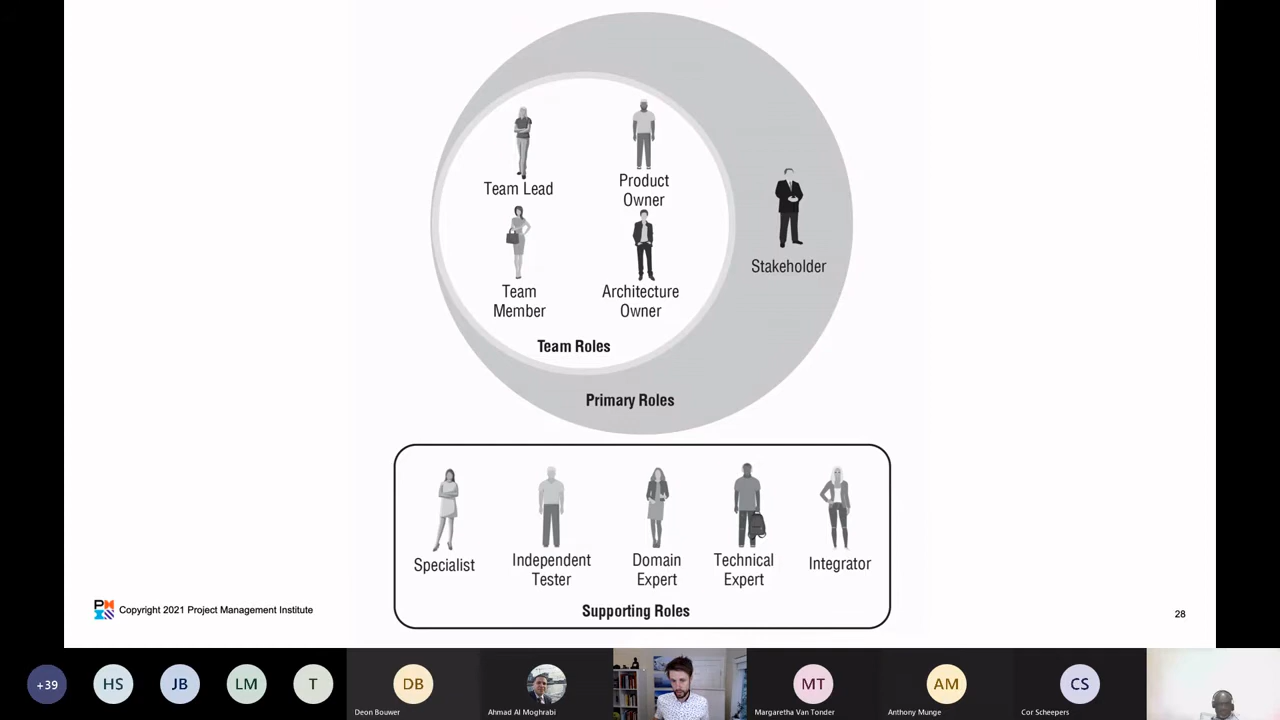 Team Lead
Product
Owner
Team
Member
Architecture
Owner
Team Roles
Stakeholder
Primary Roles
Specialist
Independent
Tester
Domain
Expert
Technical
Expert
Integrator
Supporting Roles
Copyright 2021 Project Management Institute
28
+39
HS
JB
LM
T
DB
Deon Bouwer
Ahmad Al Moghrabi
MT
Margaretha Van Tonder
AM
Anthony Munge
CS
Cor Scheepers